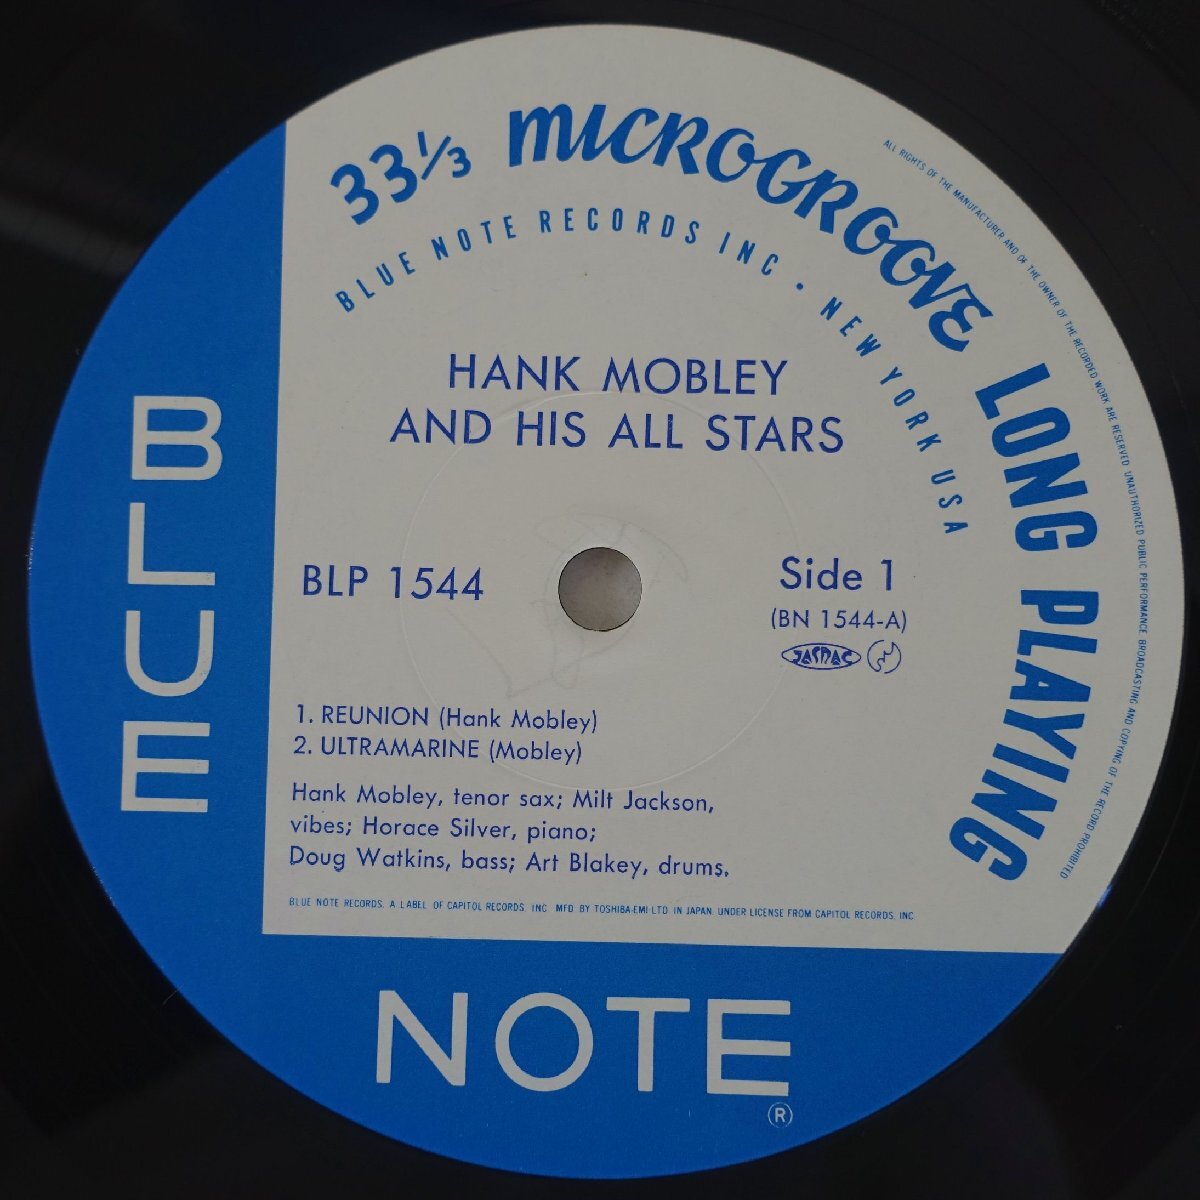 33⅓ MICROGROOVE LONG PLAYING
BLUE NOTE RECORDS INC · NEW YORK USA
ALL RIGHTS OF THE MANUFACTURER AND OF THE OWNER OF THE RECORDED WORK ARE RESERVED. UNAUTHORIZED PUBLIC PERFORMANCE BROADCASTING AND COPYING OF THE RECORD PROHIBITED
HANK MOBLEY
AND HIS ALL STARS
BLP 1544
Side 1
(BN 1544-A)
JASRAC
1. REUNION (Hank Mobley)
2. ULTRAMARINE (Mobley)
Hank Mobley, tenor sax; Milt Jackson,
vibes; Horace Silver, piano;
Doug Watkins, bass; Art Blakey, drums.
BLUE NOTE RECORDS, A LABEL OF CAPITOL RECORDS, INC. MFD. BY TOSHIBA-EMI LTD. IN JAPAN. UNDER LICENSE FROM CAPITOL RECORDS, INC.
BLUE
NOTE
®